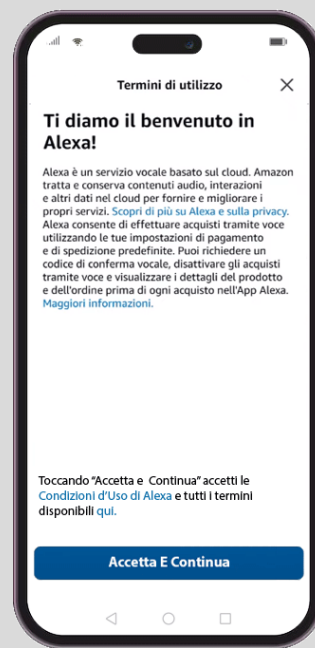 Termini di utilizzo
Ti diamo il benvenuto in
Alexa!
Alexa è un servizio vocale basato sul cloud. Amazon
tratta e conserva contenuti audio, interazioni
e altri dati nel cloud per fornire e migliorare i
propri servizi. Scopri di più su Alexa e sulla privacy.
Alexa consente di effettuare acquisti tramite voce
utilizzando le tue impostazioni di pagamento
e di spedizione predefinite. Puoi richiedere un
codice di conferma vocale, disattivare gli acquisti
tramite voce e visualizzare i dettagli del prodotto
e dell'ordine prima di ogni acquisto nell'App Alexa.
Maggiori informazioni.
Toccando “Accetta e  Continua” accetti le
Condizioni d'Uso di Alexa e tutti i termini
disponibili qui.
Accetta E Continua